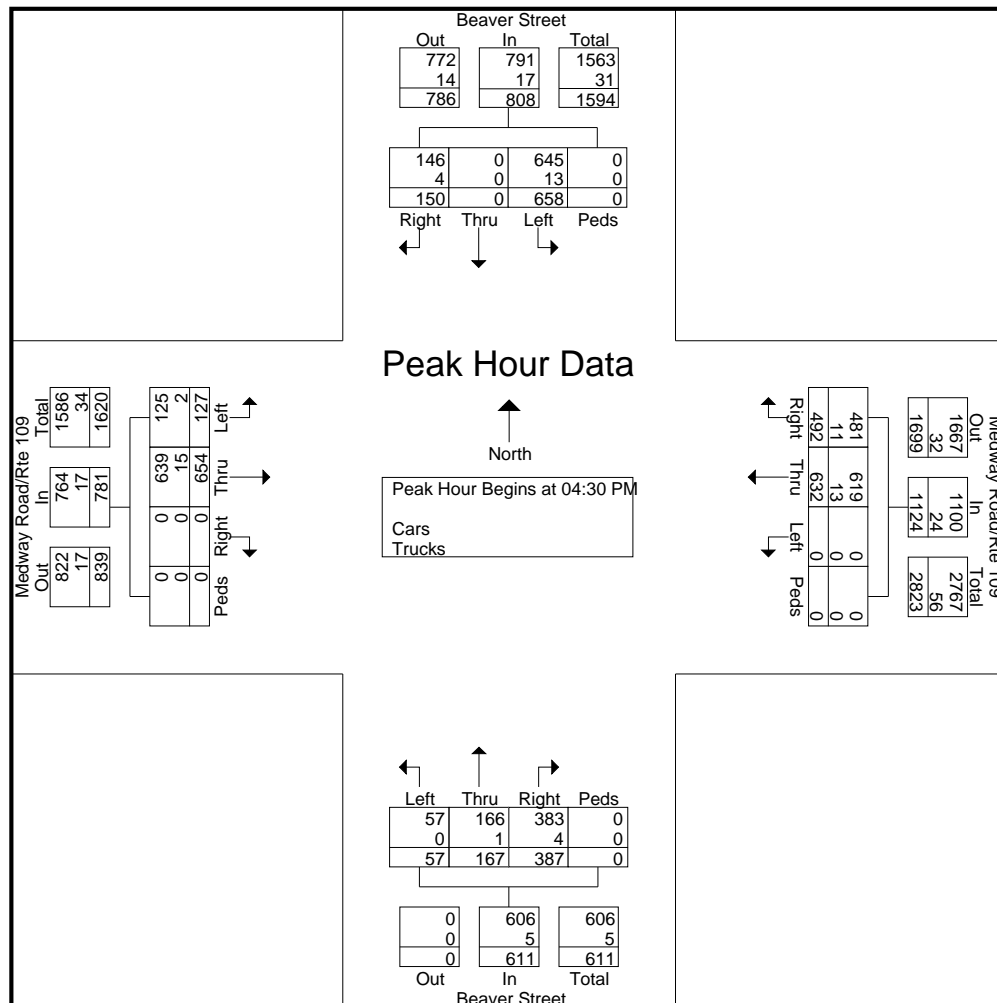 Beaver Street
Out In Total
772 791 1563
14 17 31
786 808 1594
146 0 645 0
4 0 13 0
150 0 658 0
Right Thru Left Peds
Peak Hour Data
North
Peak Hour Begins at 04:30 PM
Cars
Trucks
Medway Road/Rte 109
Total In Out
1586 764 822
34 17 17
1620 781 839
125 639 0 0
2 15 0 0
127 654 0 0
Left Thru Right Peds
Right Thru Left Peds
492 632 0 0
11 13 0 0
481 619 0 0
1699 1124 2823
32 24 56
1667 1100 2767
Out In Total
Medway Road/Rte 109
Left Thru Right Peds
57 166 383 0
0 1 4 0
57 167 387 0
0 606 606
0 5 5
0 611 611
Out In Total
Beaver Street